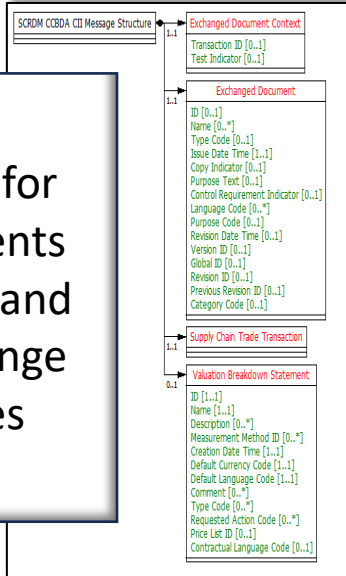 SCRDM CCBDA CII Message Structure
1..1
Exchanged Document Context
Transaction ID [0..1]
Test Indicator [0..1]
1..1
Exchanged Document
ID [0..1]
Name [0..*]
Type Code [0..1]
Issue Date Time [1..1]
Copy Indicator [0..1]
Purpose Text [0..1]
Control Requirement Indicator [0..1]
Language Code [0..*]
Purpose Code [0..1]
Revision Date Time [0..1]
Version ID [0..1]
Global ID [0..1]
Revision ID [0..1]
Previous Revision ID [0..1]
Category Code [0..1]
1..1
Supply Chain Trade Transaction
0..1
Valuation Breakdown Statement
ID [1..1]
Name [1..1]
Description [0..*]
Measurement Method ID [0..*]
Creation Date Time [1..1]
Default Currency Code [1..1]
Default Language Code [1..1]
Comment [0..*]
Type Code [0..*]
Requested Action Code [0..*]
Price List ID [0..1]
Contractual Language Code [0..1]
for
ents
and
nge
es